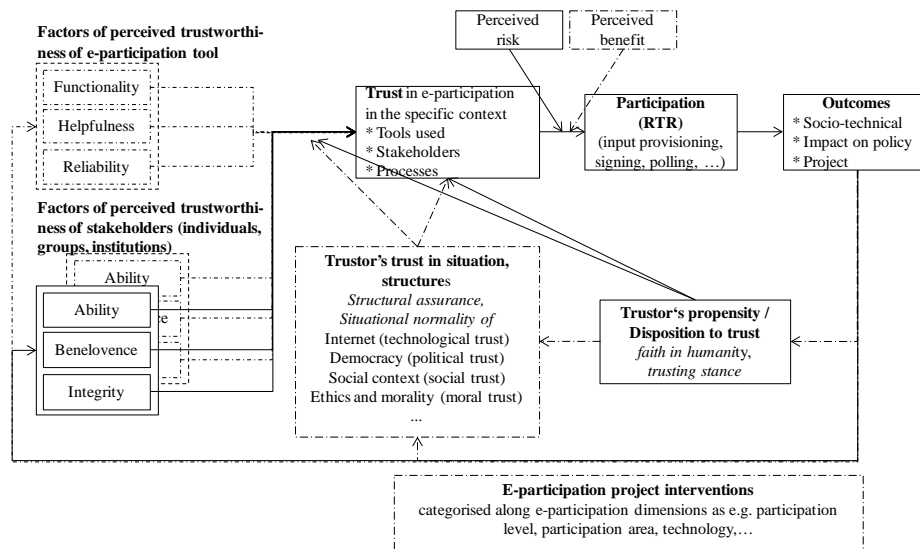 Factors of perceived trustworthi-
ness of e-participation tool
Functionality
Helpfulness
Reliability
Factors of perceived trustworthi-
ness of stakeholders (individuals,
groups, institutions)
Ability
Ability
Benelovence
Integrity
Perceived
risk
Perceived
benefit
Trust in e-participation
in the specific context
* Tools used
* Stakeholders
* Processes
Participation
(RTR)
(input provisioning,
signing, polling, …)
Outcomes
* Socio-technical
* Impact on policy
* Project
Trustor’s trust in situation,
structures
Structural assurance,
Situational normality of
Internet (technological trust)
Democracy (political trust)
Social context (social trust)
Ethics and morality (moral trust)
...
Trustor‘s propensity /
Disposition to trust
faith in humanity,
trusting stance
E-participation project interventions
categorised along e-participation dimensions as e.g. participation
level, participation area, technology,…